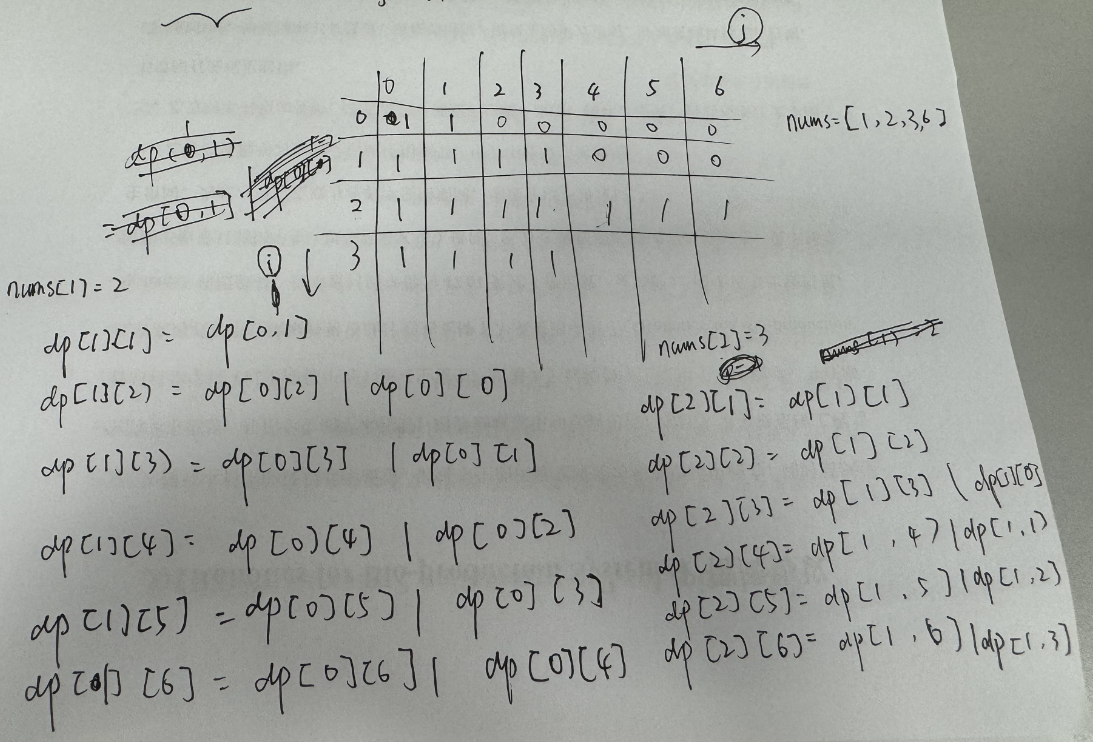 j
0 1 2 3 4 5 6
0 1 1 0 0 0 0 0
nums=[1,2,3,6]
1
dp(0,1)
1 1 1 1 1 0 0 0
dp[0][0]
= dp[0,1]
2 1 1 1 1 1 1 1
i
3 1 1 1 1
nums[1]=2
dp[1][1]= dp[0,1]
dp[1][2)= dp[0][2] | dp[0][0]
dp[1][3)= dp[0][3] | dp[0][1]
dp[1][4]= dp[0)[4] | dp[0][2]
dp[1][5]= dp[0][5] | dp[0][3]
dp[1][6]= dp[0][6] | dp[0][4]
nums[2]=3
dp[2][1]= dp[1][1]
dp[2][2]= dp[1][2]
dp[2][3]= dp[1][3] | dp[1][0]
dp[2][4]= dp[1,4) | dp[1,1)
dp[2][5]= dp[1,5] | dp[1,2]
dp[2][6]= dp[1,6] | dp[1,3]